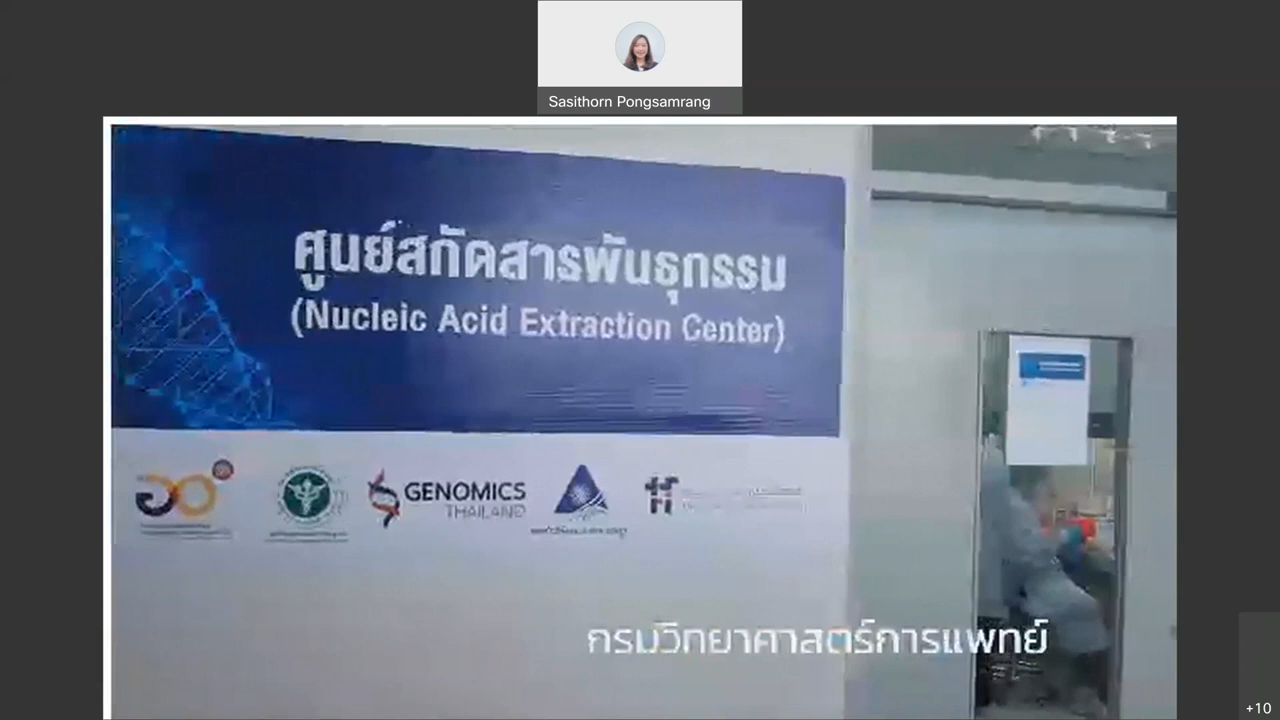 Sasithorn Pongsamrang
ศูนย์สกัดสารพันธุกรรม
(Nucleic Acid Extraction Center)
GENOMICS
THAILAND
กรมวิทยาศาสตร์การแพทย์
+10